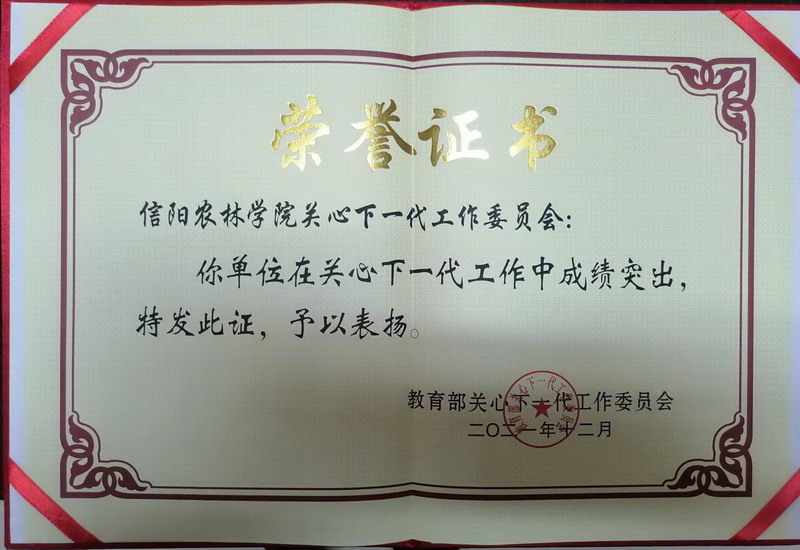 荣誉证书
信阳农林学院关心下一代工作委员会：
你单位在关心下一代工作中成绩突出，
特发此证，予以表扬。
教育部关心下一代工作委员会
二〇二一年十二月